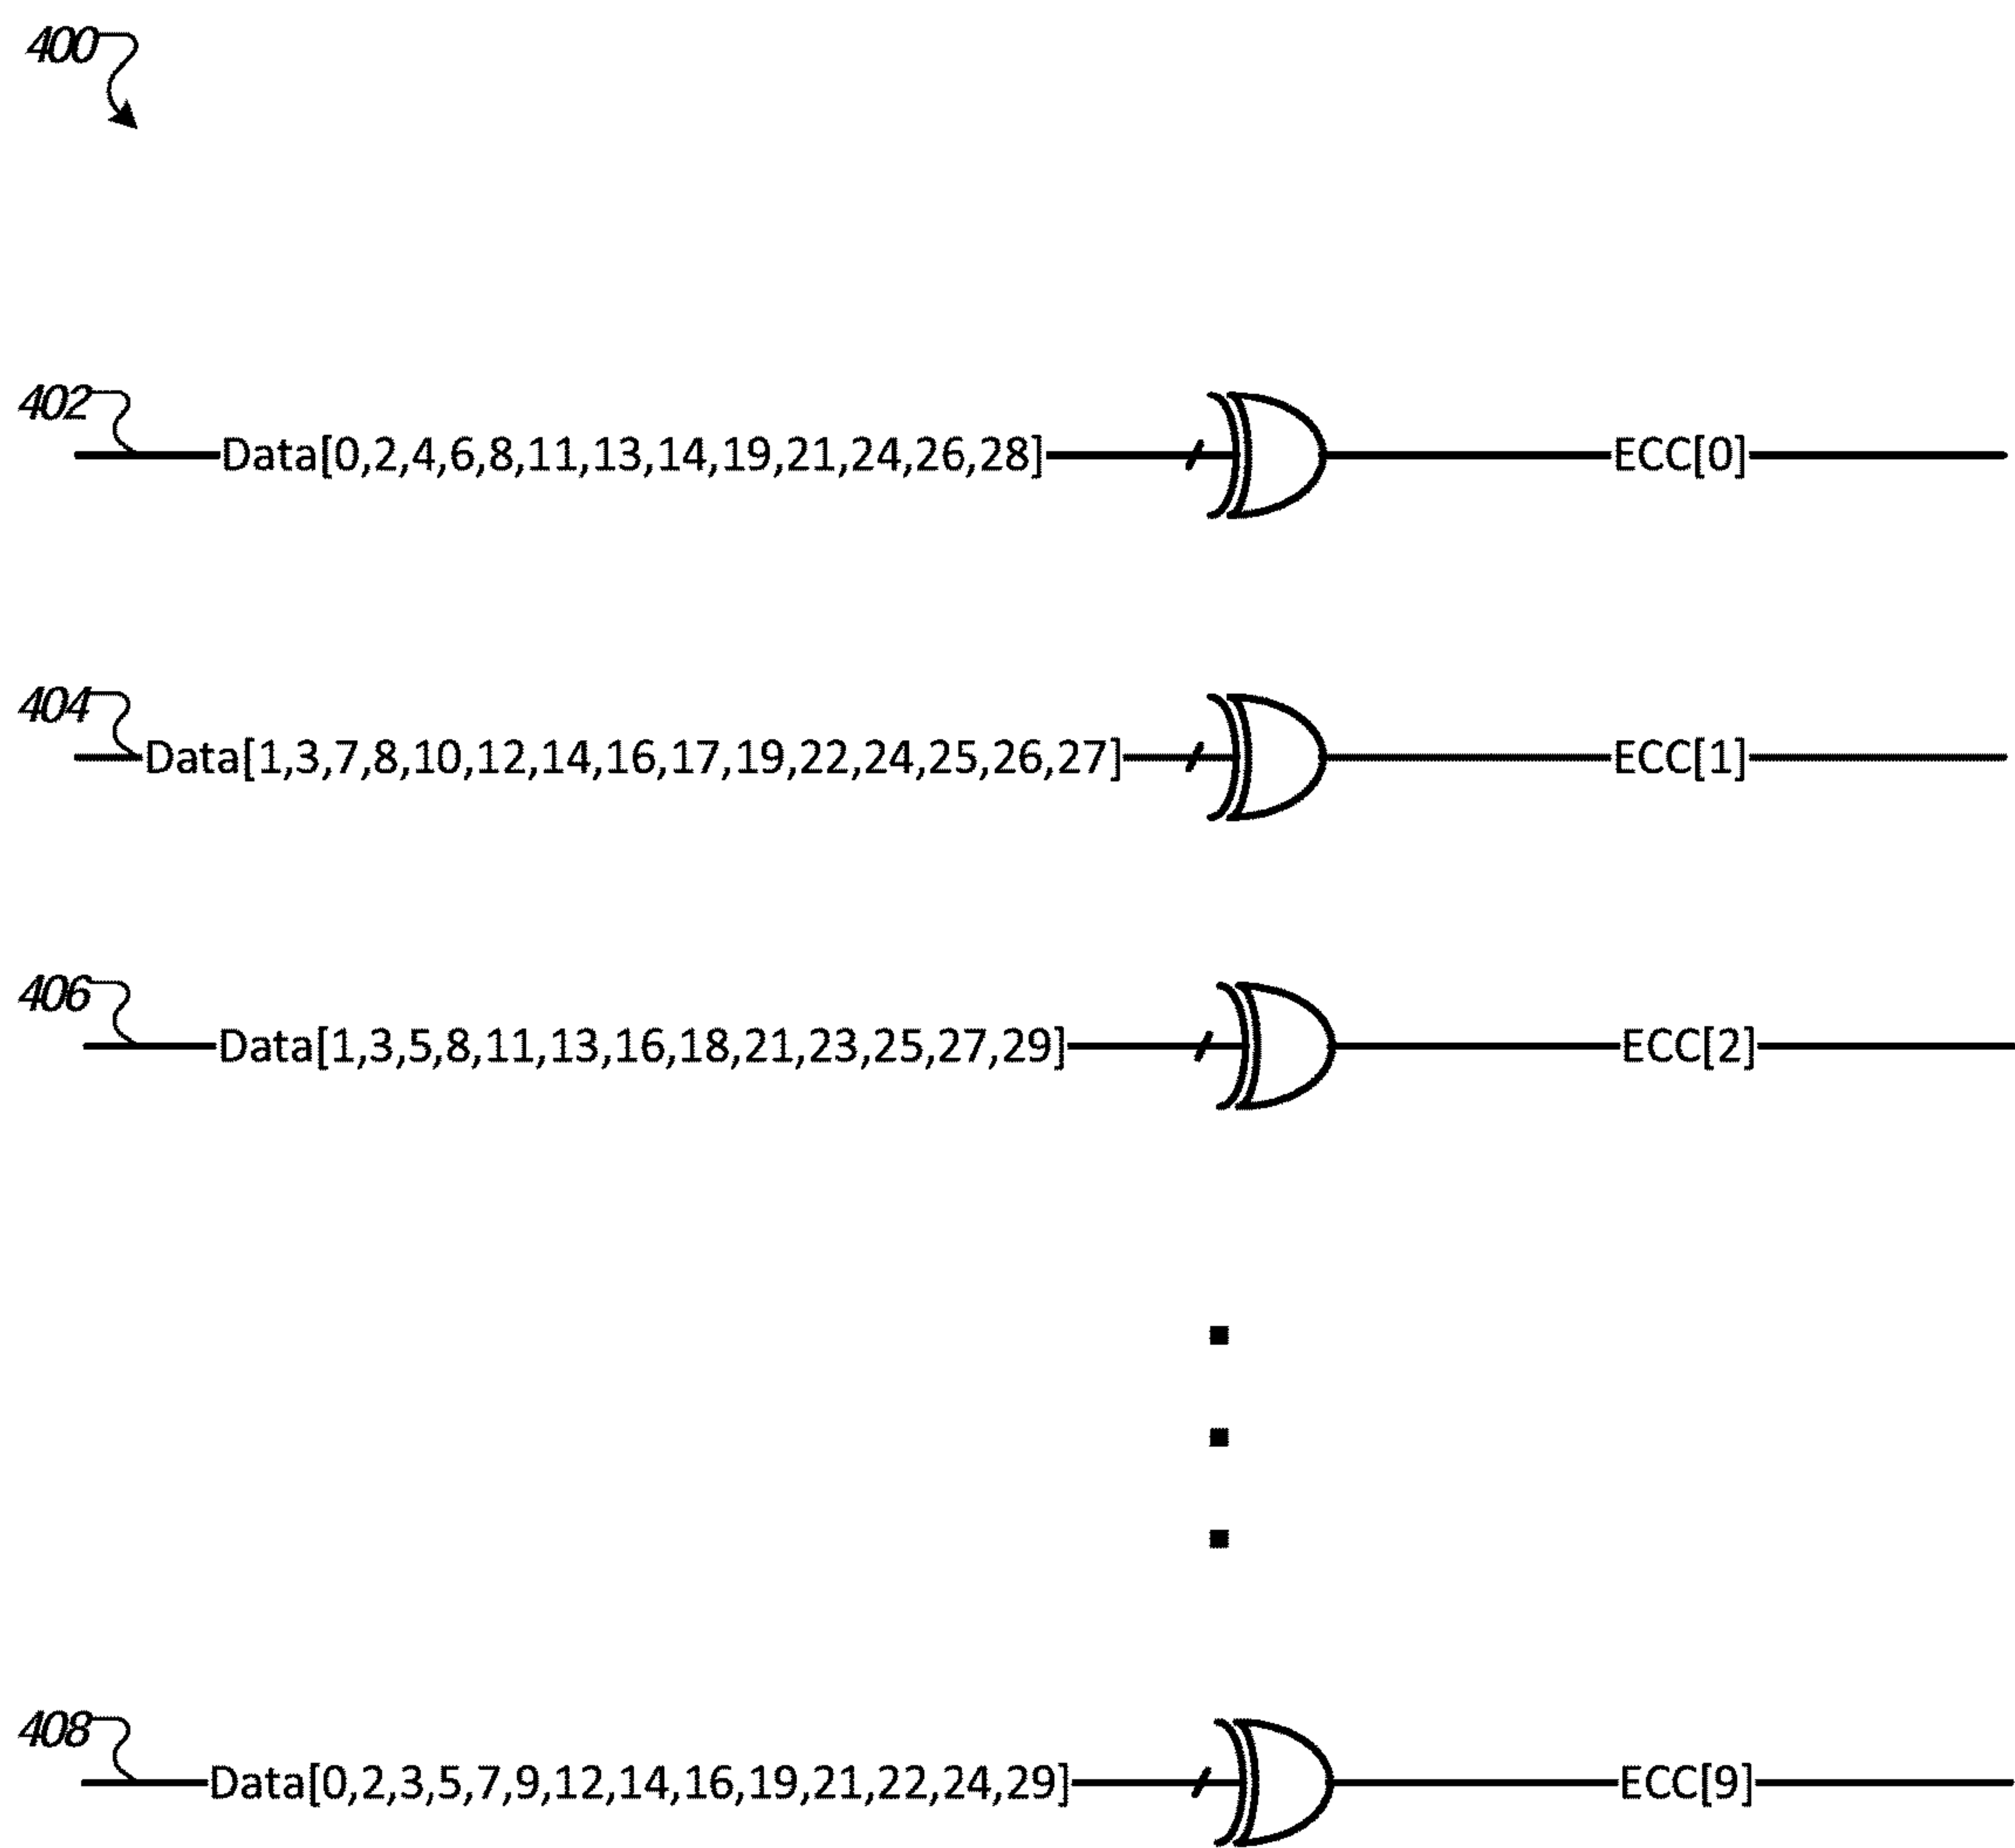 400
402
Data[0,2,4,6,8,11,13,14,19,21,24,26,28] ECC[0]
404
Data[1,3,7,8,10,12,14,16,17,19,22,24,25,26,27] ECC[1]
406
Data[1,3,5,8,11,13,16,18,21,23,25,27,29] ECC[2]
408
Data[0,2,3,5,7,9,12,14,16,19,21,22,24,29] ECC[9]